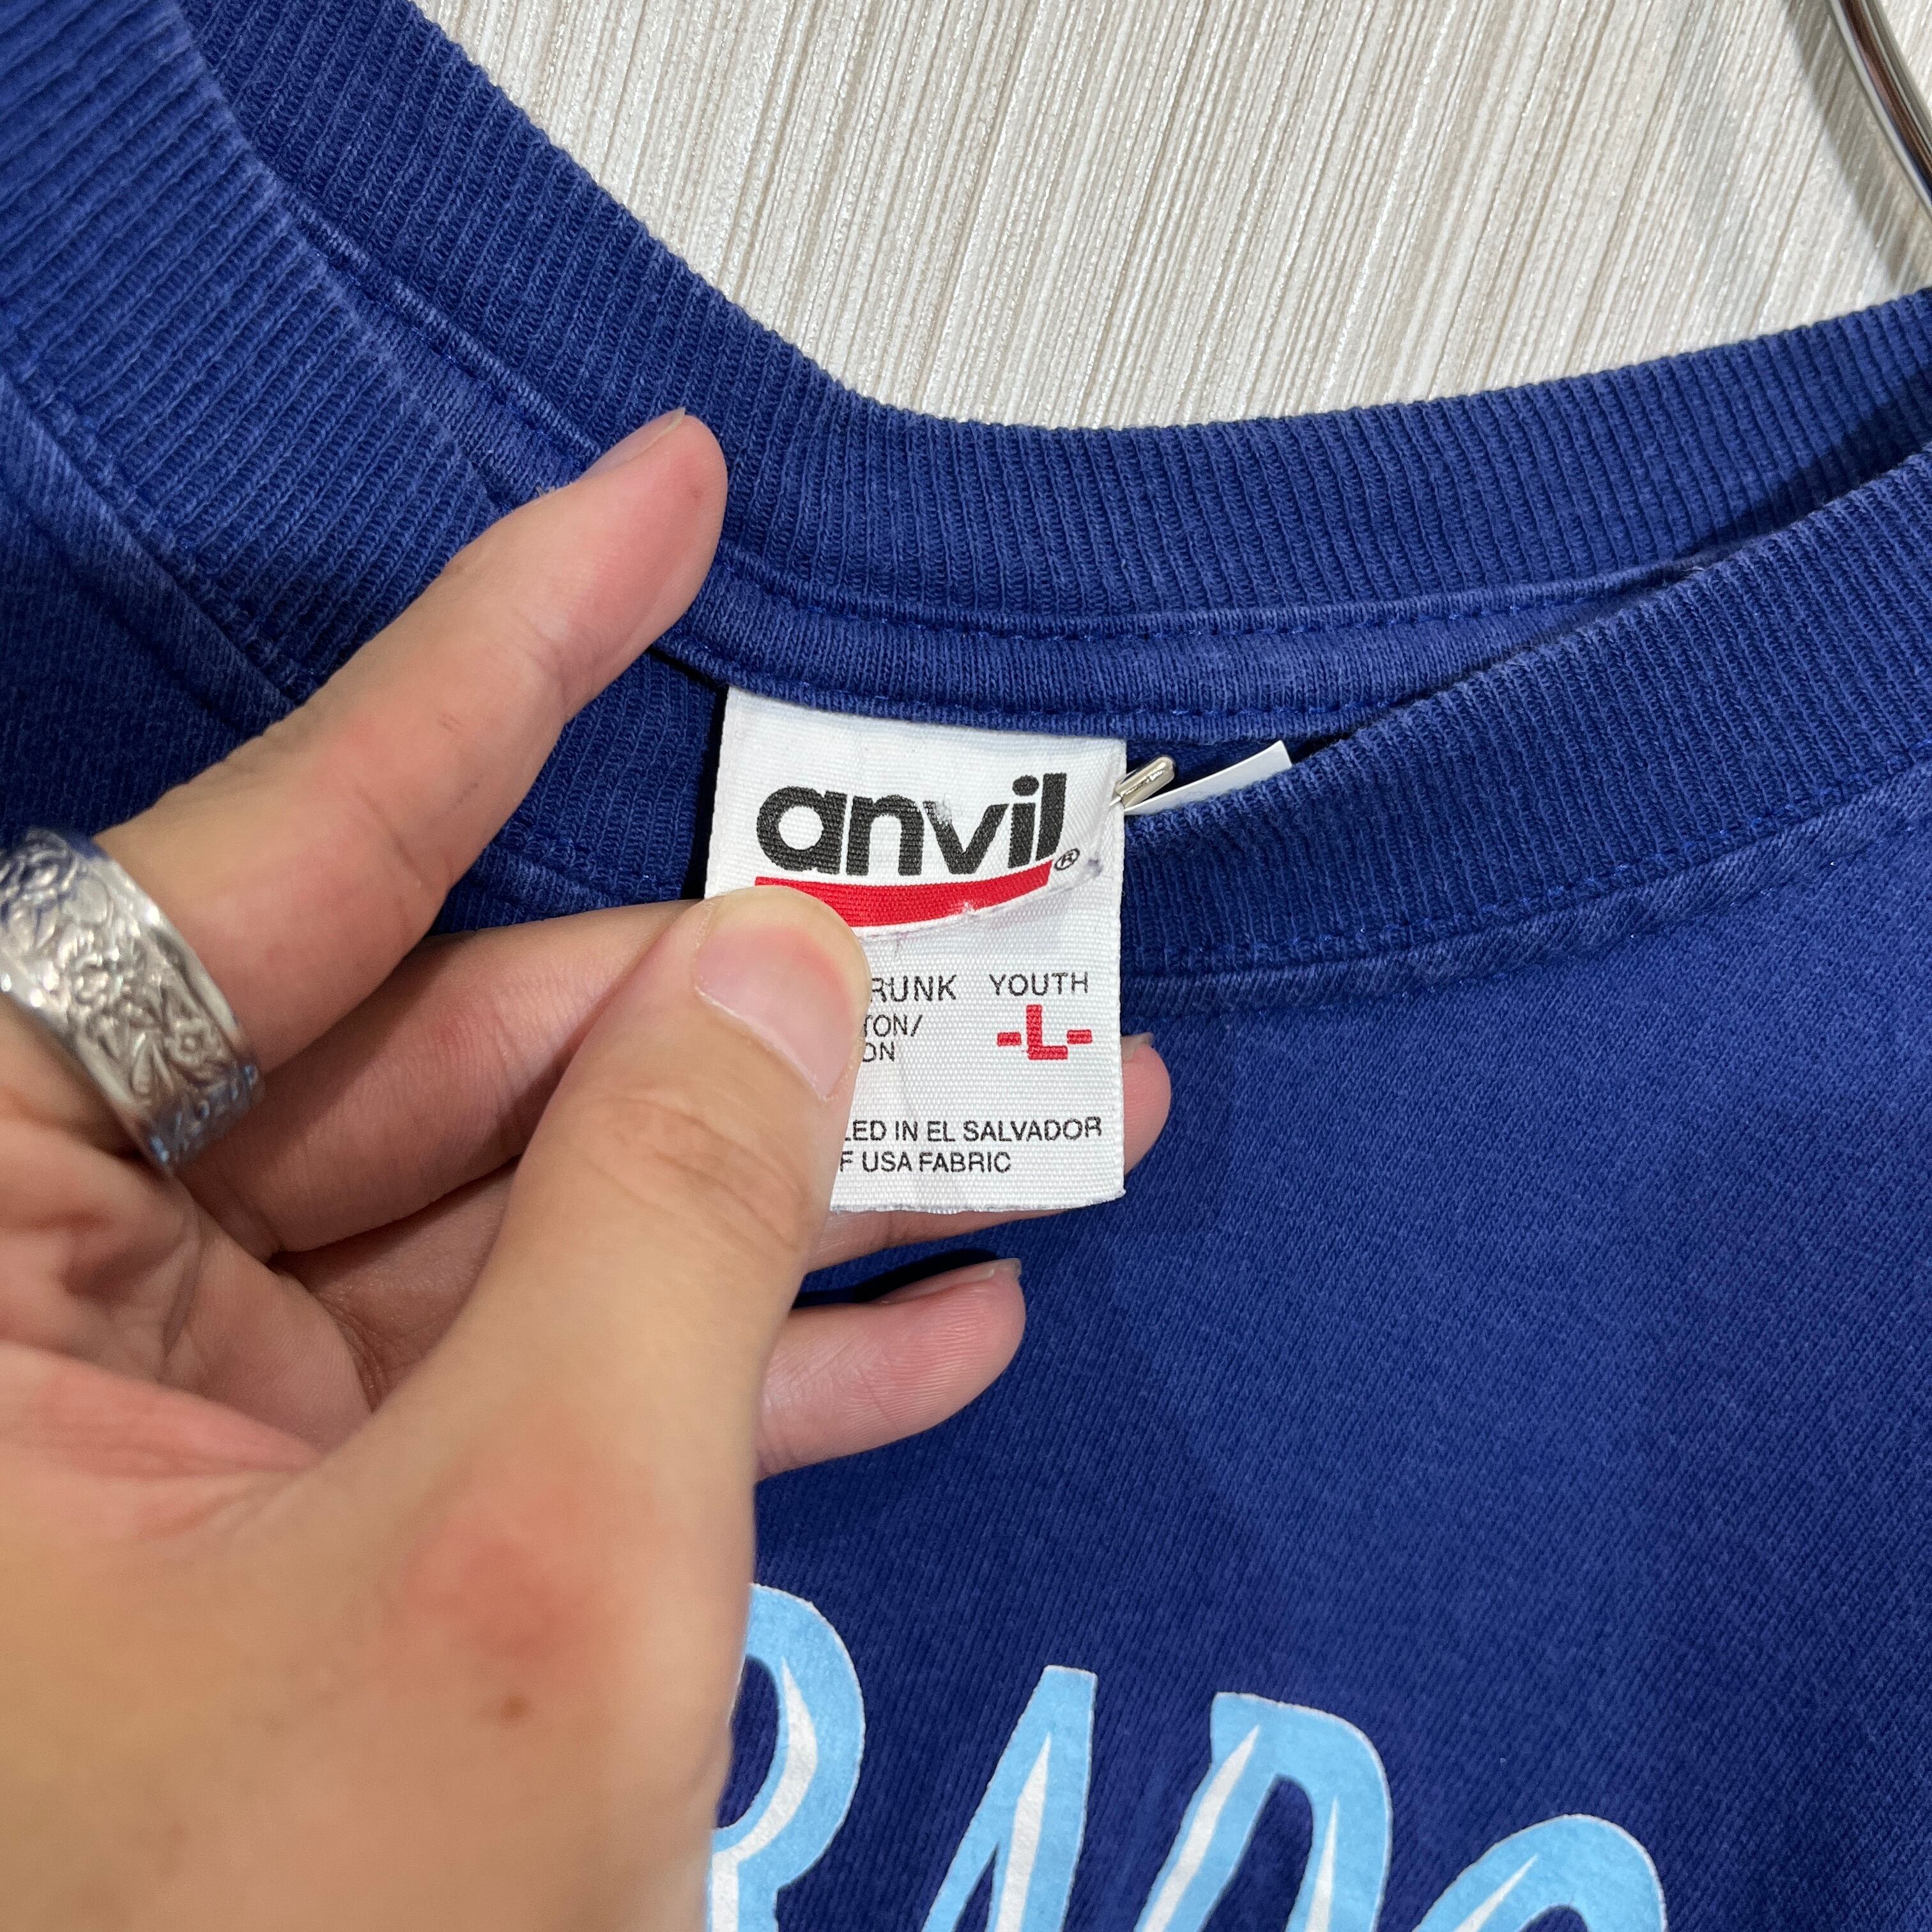 anvil®
RUNK YOUTH
TON/ -L-
ON
LED IN EL SALVADOR
F USA FABRIC